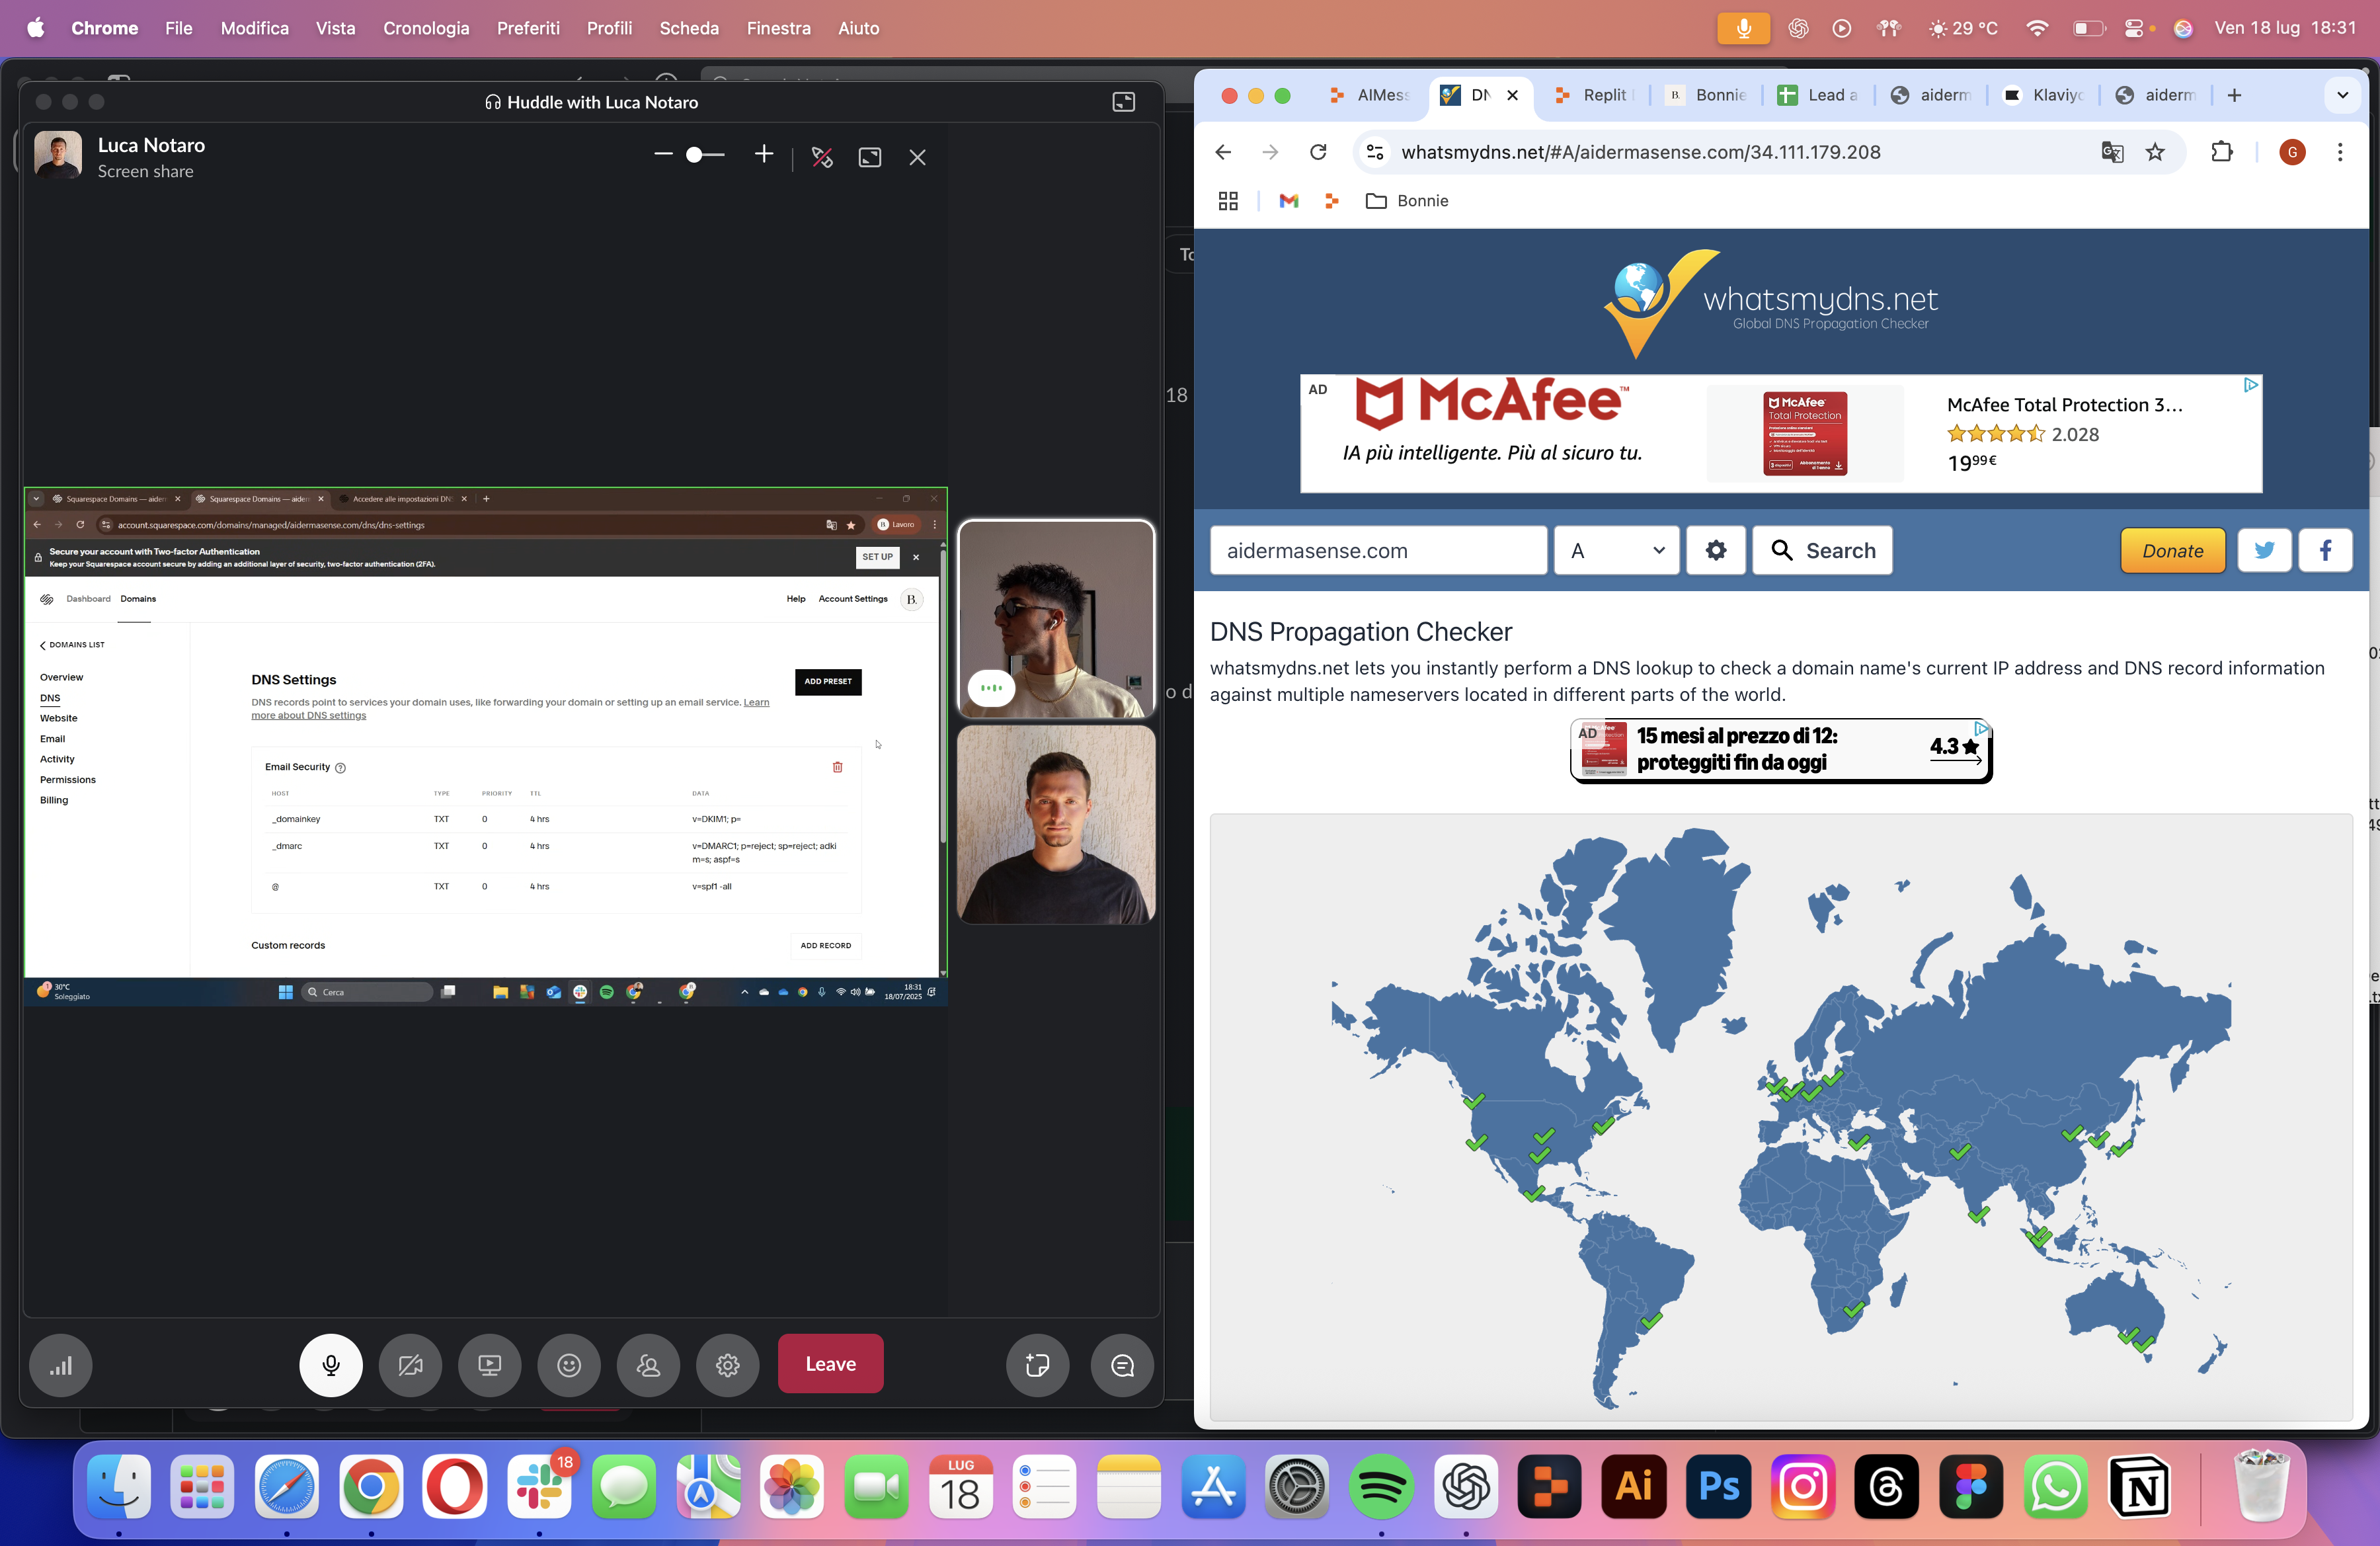 Chrome File Modifica Vista Cronologia Preferiti Profili Scheda Finestra Aiuto
29 °C Ven 18 lug 18:31
Huddle with Luca Notaro
Luca Notaro
Screen share
Squarespace Domains — aider
Squarespace Domains — aider
Accedere alle impostazioni DN
account.squarespace.com/domains/managed/aidermasense.com/dns/dns-settings
Lavoro
Secure your account with Two-factor Authentication
Keep your Squarespace account secure by adding an additional layer of security, two-factor authentication (2FA).
SET UP
Dashboard Domains
Help Account Settings B.
DOMAINS LIST
Overview
DNS
Website
Email
Activity
Permissions
Billing
DNS Settings
ADD PRESET
DNS records point to services your domain uses, like forwarding your domain or setting up an email service. Learn
more about DNS settings
Email Security
HOST TYPE PRIORITY TTL DATA
_domainkey TXT 0 4 hrs v=DKIM1; p=
_dmarc TXT 0 4 hrs v=DMARC1; p=reject; sp=reject; adki
m=s; aspf=s
@ TXT 0 4 hrs v=spf1 -all
Custom records
ADD RECORD
30°C
Soleggiato
Cerca
18:31
18/07/2025
Leave
18
AIMess
DN
Replit
Bonnie
Lead a
aiderm
Klaviyo
aiderm
whatsmydns.net/#A/aidermasense.com/34.111.179.208
G
Bonnie
whatsmydns.net
Global DNS Propagation Checker
AD
McAfee™
IA più intelligente. Più al sicuro tu.
McAfee
Total Protection
McAfee Total Protection 3...
2.028
19 99€
aidermasense.com
A
Search
Donate
DNS Propagation Checker
whatsmydns.net lets you instantly perform a DNS lookup to check a domain name's current IP address and DNS record information
against multiple nameservers located in different parts of the world.
AD
15 mesi al prezzo di 12:
proteggiti fin da oggi
4.3
18
LUG
18
Ai
Ps